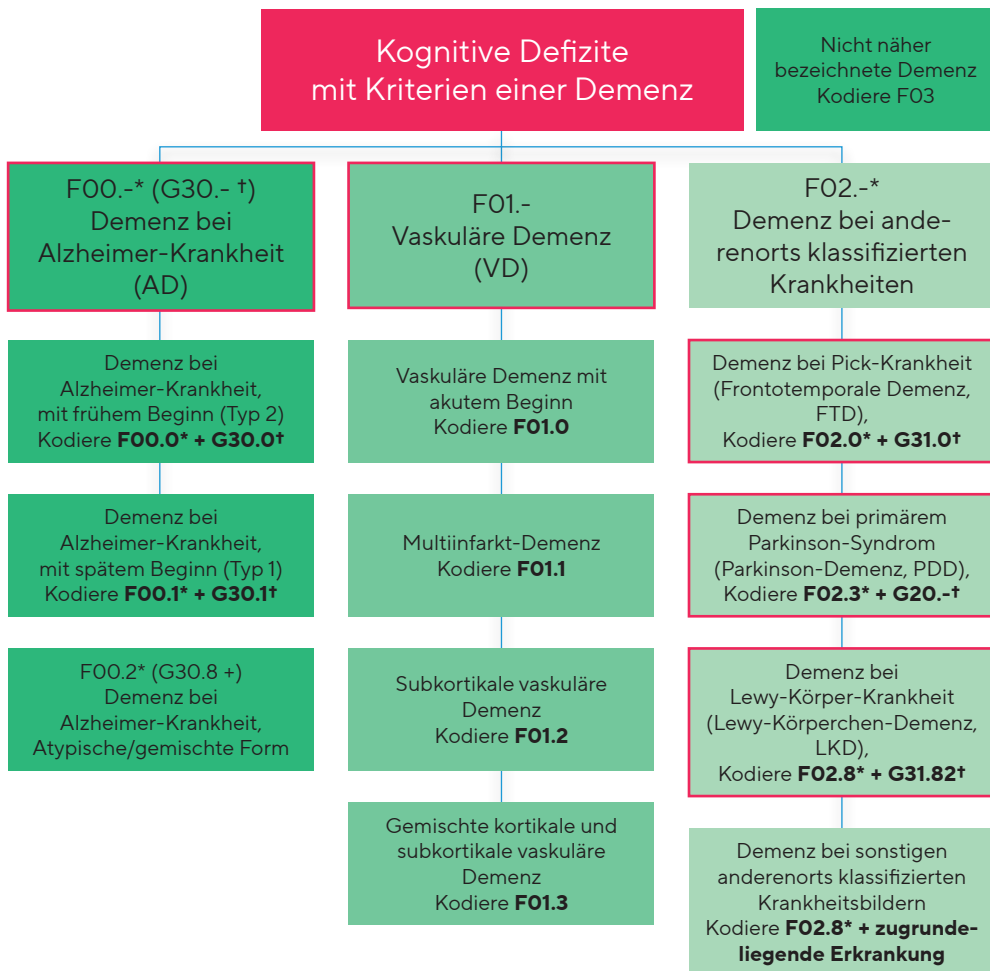 Kognitive Defizite
mit Kriterien einer Demenz
Nicht näher
bezeichnete Demenz
Kodiere F03
F00.-* (G30.- †)
Demenz bei
Alzheimer-Krankheit
(AD)
Demenz bei
Alzheimer-Krankheit,
mit frühem Beginn (Typ 2)
Kodiere F00.0* + G30.0†
Demenz bei
Alzheimer-Krankheit,
mit spätem Beginn (Typ 1)
Kodiere F00.1* + G30.1†
F00.2* (G30.8 +)
Demenz bei
Alzheimer-Krankheit,
Atypische/gemischte Form
F01.-
Vaskuläre Demenz
(VD)
Vaskuläre Demenz mit
akutem Beginn
Kodiere F01.0
Multiinfarkt-Demenz
Kodiere F01.1
Subkortikale vaskuläre
Demenz
Kodiere F01.2
Gemischte kortikale und
subkortikale vaskuläre
Demenz
Kodiere F01.3
F02.-*
Demenz bei ande-
renorts klassifizierten
Krankheiten
Demenz bei Pick-Krankheit
(Frontotemporale Demenz,
FTD),
Kodiere F02.0* + G31.0†
Demenz bei primärem
Parkinson-Syndrom
(Parkinson-Demenz, PDD),
Kodiere F02.3* + G20.-†
Demenz bei
Lewy-Körper-Krankheit
(Lewy-Körperchen-Demenz,
LKD),
Kodiere F02.8* + G31.82†
Demenz bei sonstigen
anderenorts klassifizierten
Krankheitsbildern
Kodiere F02.8* + zugrunde-
liegende Erkrankung